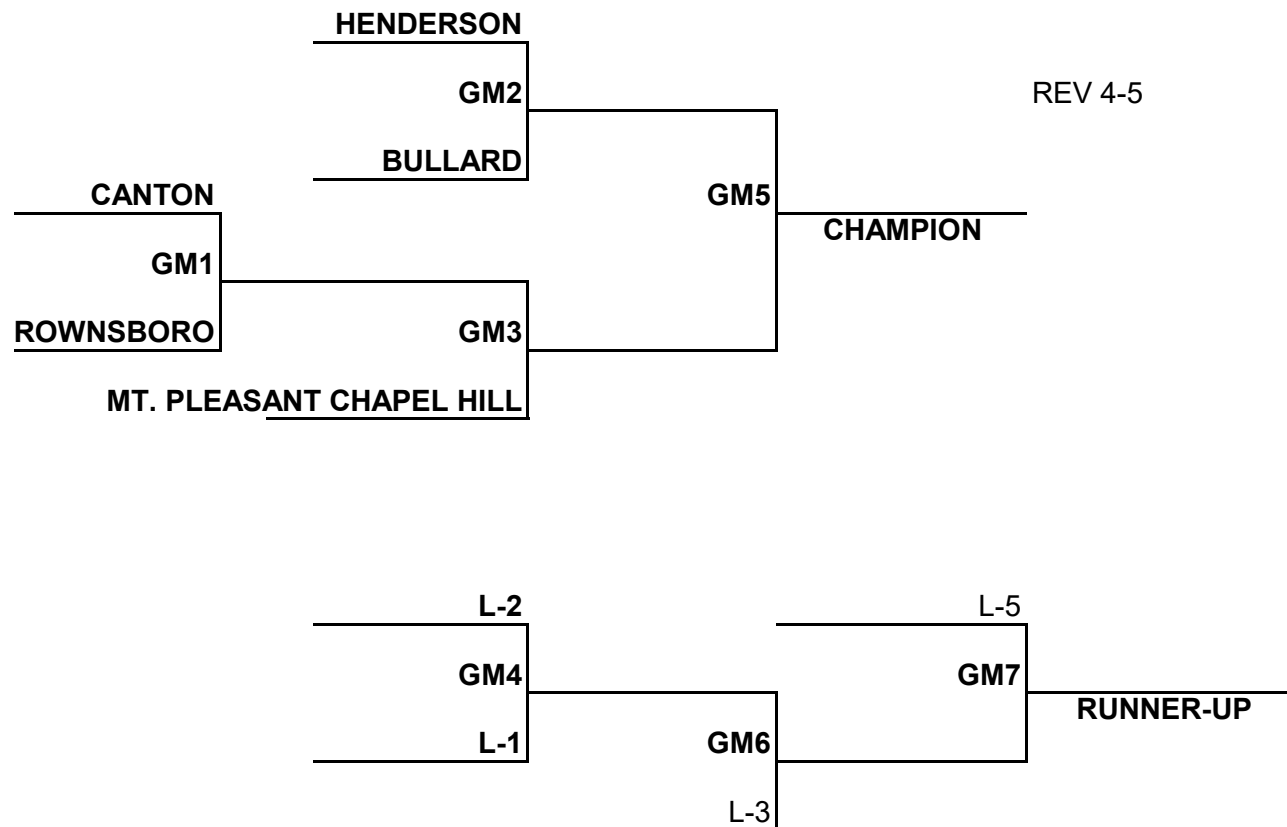 HENDERSON
GM2
REV 4-5
BULLARD
CANTON
GM5
CHAMPION
GM1
ROWNSBORO
GM3
MT. PLEASANT CHAPEL HILL
L-2
L-5
GM4
GM7
RUNNER-UP
L-1
GM6
L-3